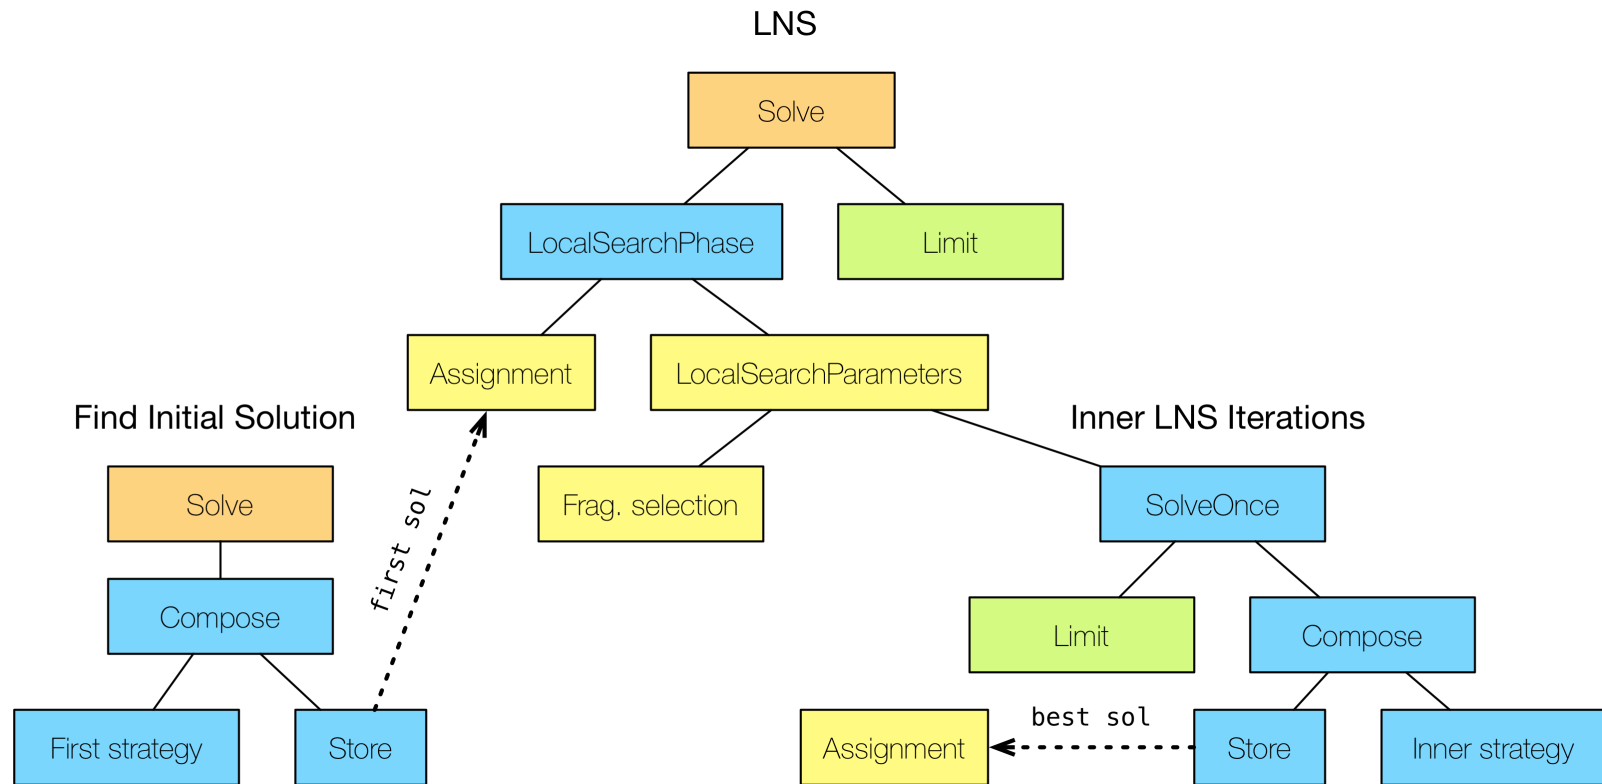 LNS
Solve
LocalSearchPhase
Limit
Assignment
LocalSearchParameters
Find Initial Solution
Inner LNS Iterations
Solve
first sol
Frag. selection
SolveOnce
Compose
Limit
Compose
First strategy
Store
Assignment
best sol
Store
Inner strategy